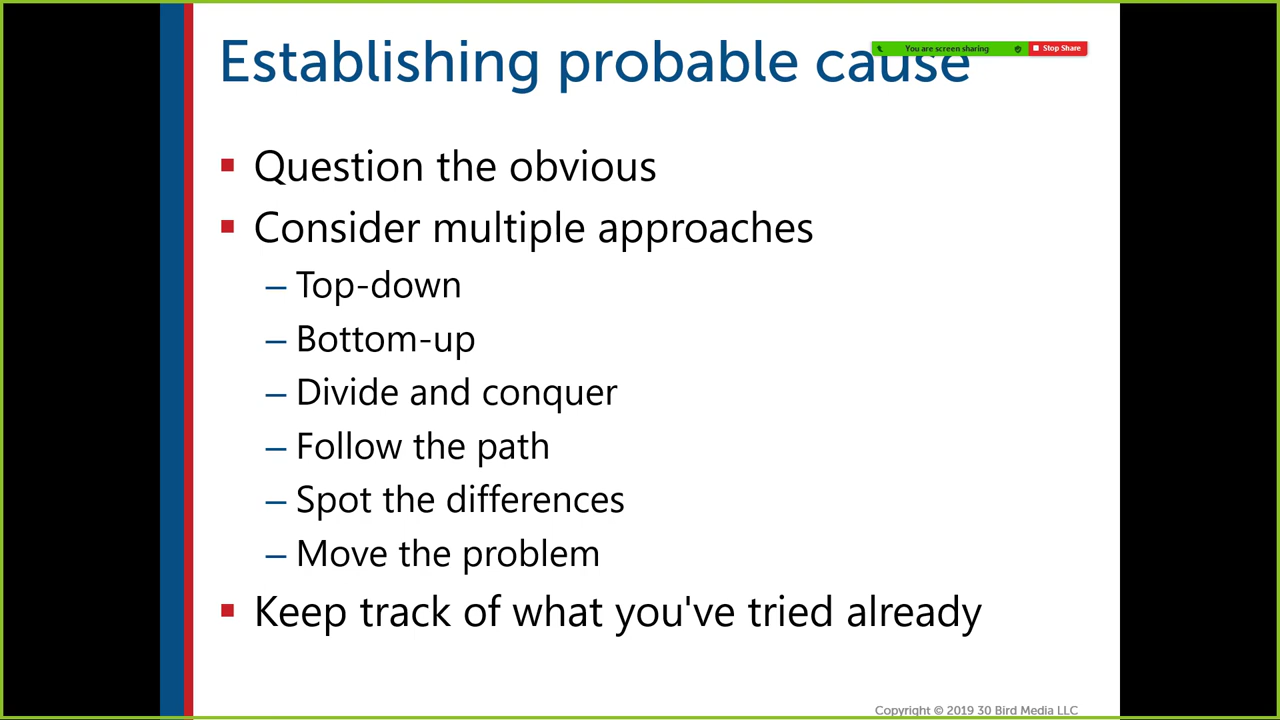 Establishing probable cause
You are screen sharing
Stop Share
▪ Question the obvious
▪ Consider multiple approaches
– Top-down
– Bottom-up
– Divide and conquer
– Follow the path
– Spot the differences
– Move the problem
▪ Keep track of what you've tried already
Copyright © 2019 30 Bird Media LLC